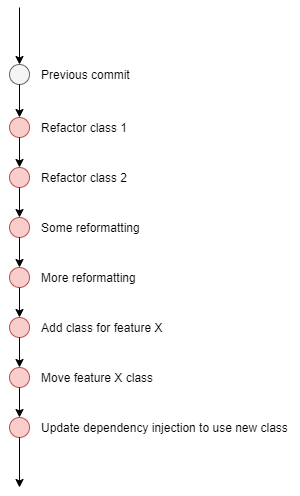 Previous commit
Refactor class 1
Refactor class 2
Some reformatting
More reformatting
Add class for feature X
Move feature X class
Update dependency injection to use new class